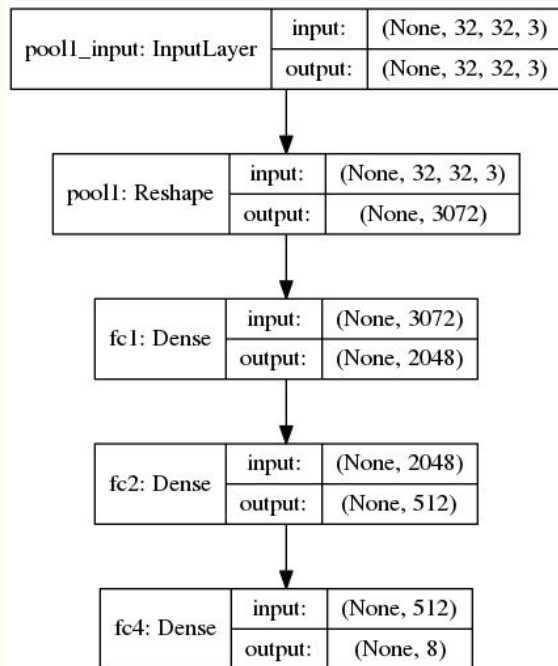 pool1_input: InputLayer
input: (None, 32, 32, 3)
output: (None, 32, 32, 3)
pool1: Reshape
input: (None, 32, 32, 3)
output: (None, 3072)
fc1: Dense
input: (None, 3072)
output: (None, 2048)
fc2: Dense
input: (None, 2048)
output: (None, 512)
fc4: Dense
input: (None, 512)
output: (None, 8)